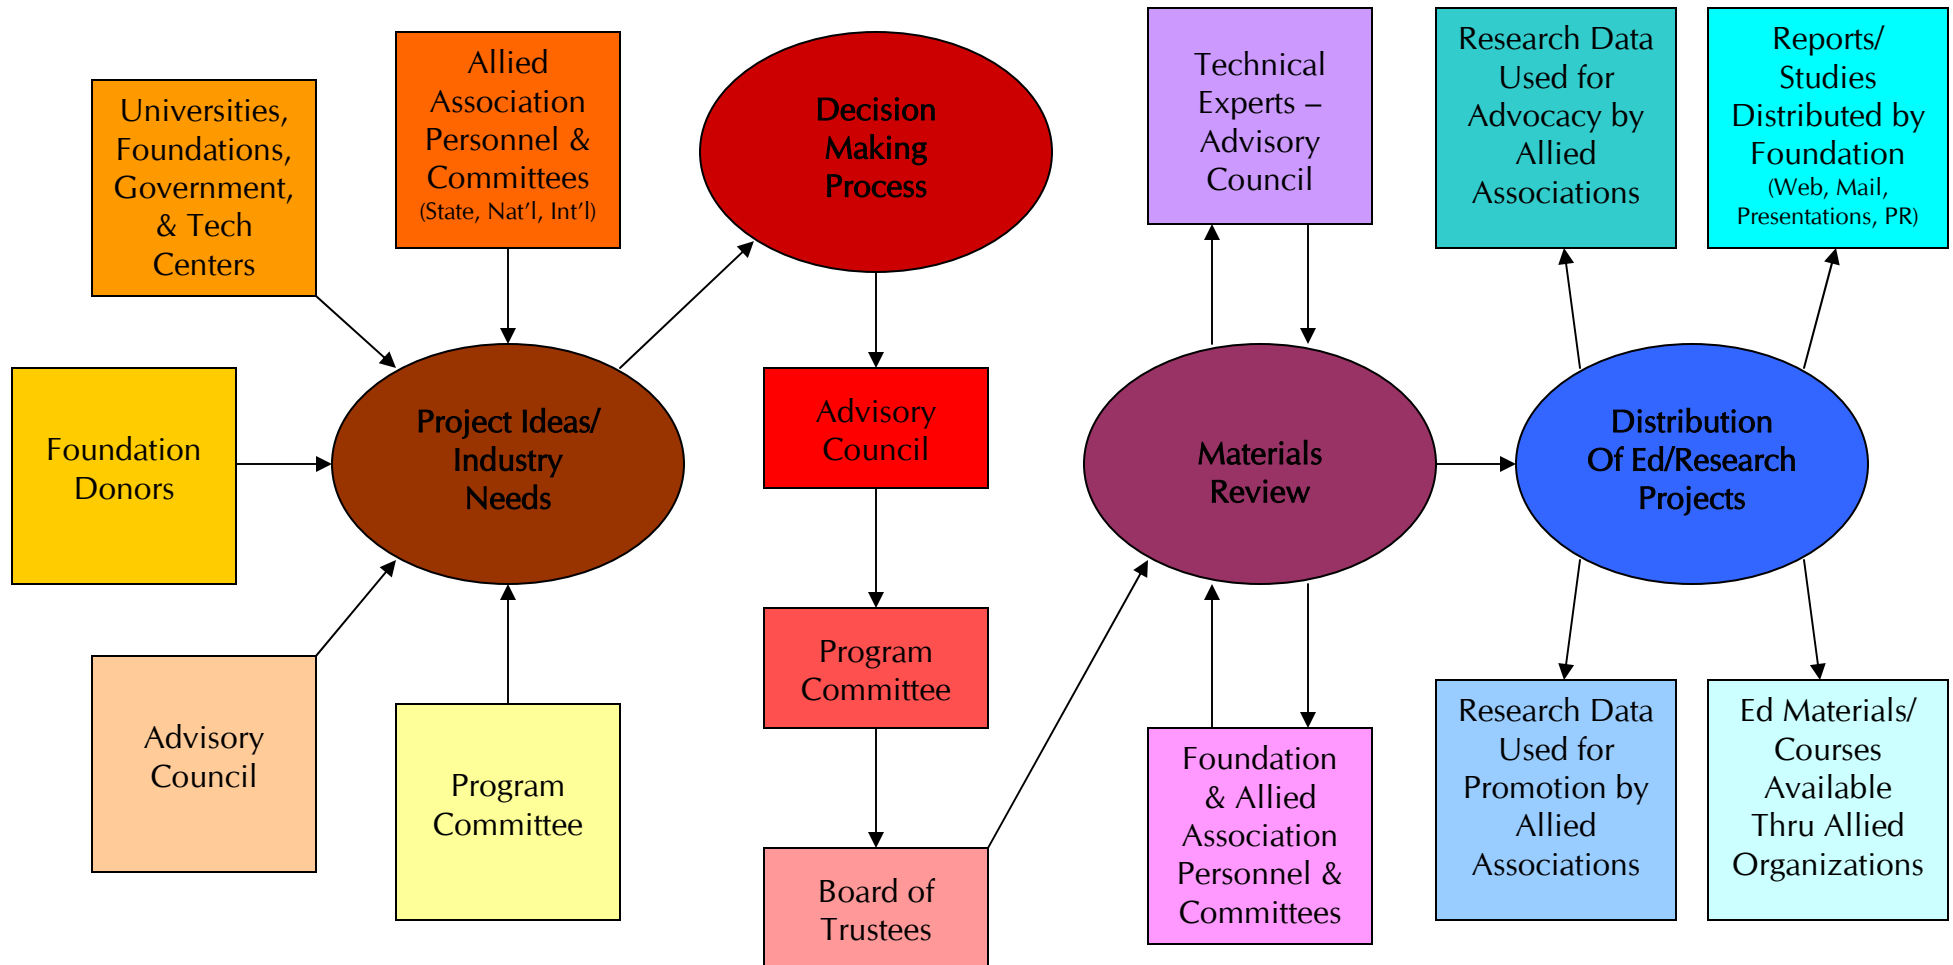 Universities,
Foundations,
Government,
& Tech
Centers
Allied
Association
Personnel &
Committees
(State, Nat’l, Int’l)
Decision
Making
Process
Technical
Experts –
Advisory
Council
Research Data
Used for
Advocacy by
Allied
Associations
Reports/
Studies
Distributed by
Foundation
(Web, Mail,
Presentations, PR)
Foundation
Donors
Project Ideas/
Industry
Needs
Advisory
Council
Materials
Review
Distribution
Of Ed/Research
Projects
Advisory
Council
Program
Committee
Program
Committee
Board of
Trustees
Foundation
& Allied
Association
Personnel &
Committees
Research Data
Used for
Promotion by
Allied
Associations
Ed Materials/
Courses
Available
Thru Allied
Organizations